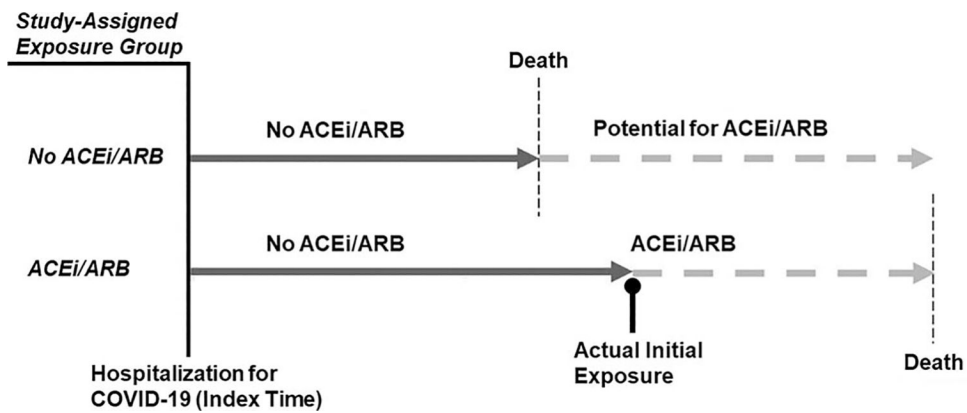 Study-Assigned
Exposure Group
Death
No ACEi/ARB
Potential for ACEi/ARB
No ACEi/ARB
No ACEi/ARB
ACEi/ARB
ACEi/ARB
Actual Initial
Exposure
Death
Hospitalization for
COVID-19 (Index Time)